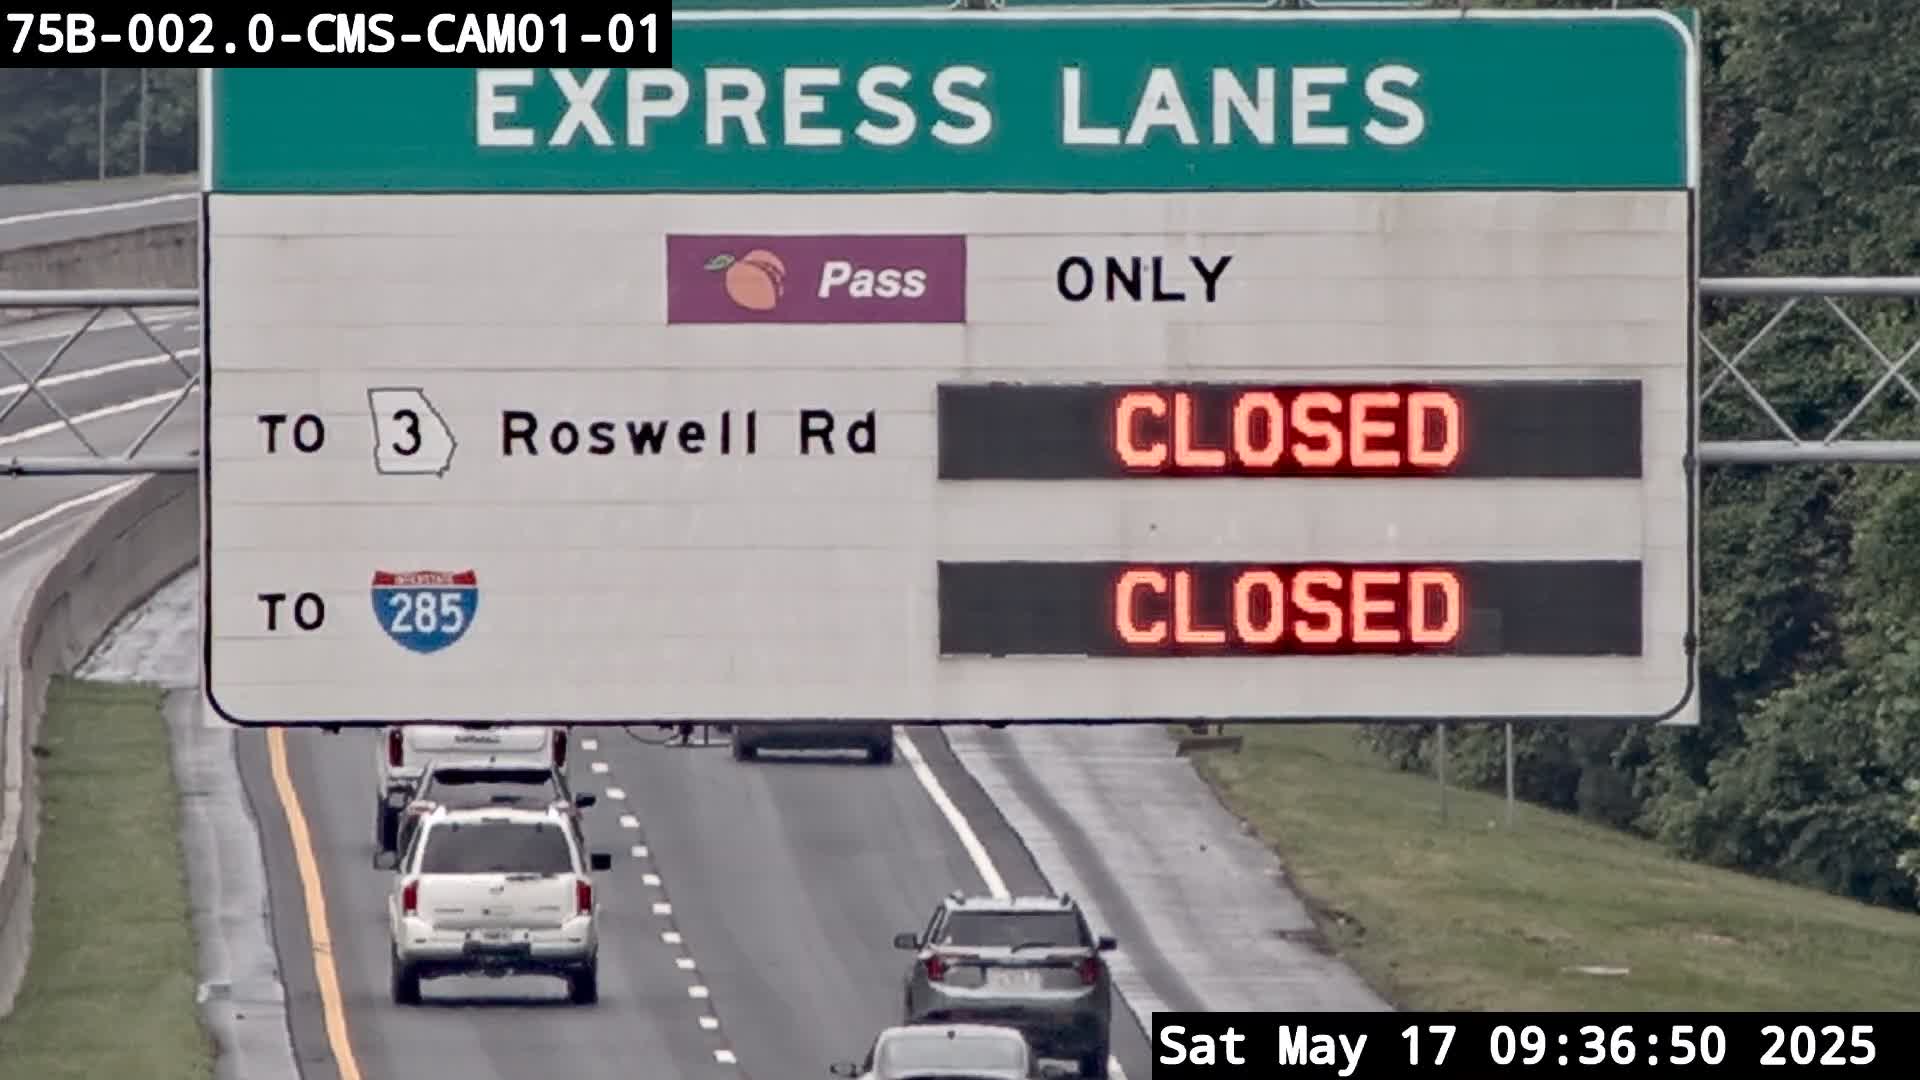 75B-002.0-CMS-CAM01-01
EXPRESS LANES
Pass ONLY
TO 3 Roswell Rd CLOSED
INTERSTATE
TO 285 CLOSED
Sat May 17 09:36:50 2025